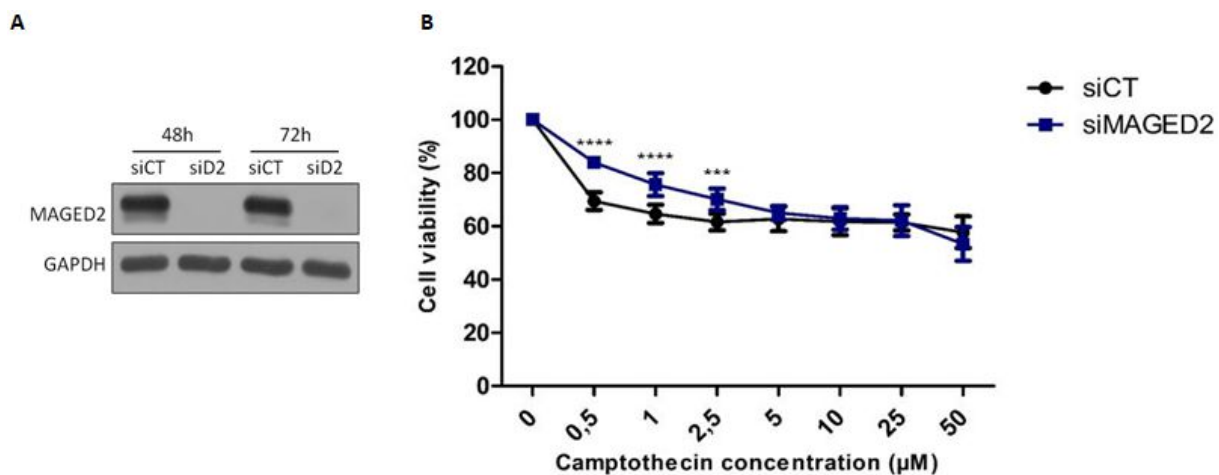 A
48h 72h
siCT siD2 siCT siD2
MAGED2
GAPDH
B
120
100
80
60
40
20
0
Cell viability (%)
**** **** ***
0 0,5 1 2,5 5 10 25 50
Camptothecin concentration (µM)
siCT
siMAGED2